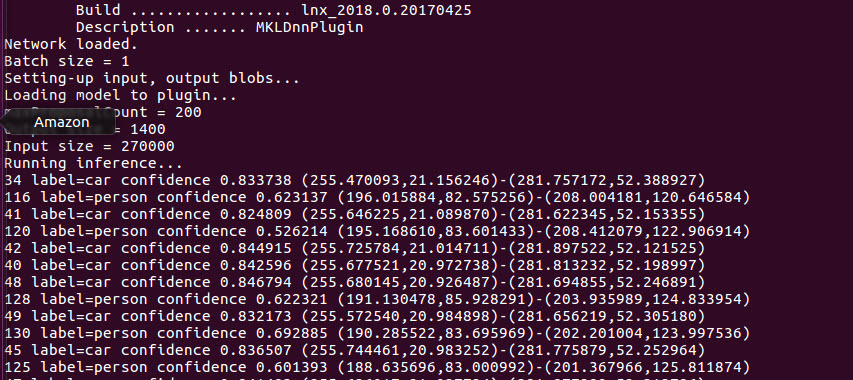 Build .................. lnx_2018.0.20170425
Description ....... MKLDnnPlugin
Network loaded.
Batch size = 1
Setting-up input, output blobs...
Loading model to plugin...
Count = 200
Amazon
= 1400
Input size = 270000
Running inference...
34 label=car confidence 0.833738 (255.470093,21.156246)-(281.757172,52.388927)
116 label=person confidence 0.623137 (196.015884,82.575256)-(208.004181,120.646584)
41 label=car confidence 0.824809 (255.646225,21.089870)-(281.622345,52.153355)
120 label=person confidence 0.526214 (195.168610,83.601433)-(208.412079,122.906914)
42 label=car confidence 0.844915 (255.725784,21.014711)-(281.897522,52.121525)
40 label=car confidence 0.842596 (255.677521,20.972738)-(281.813232,52.198997)
48 label=car confidence 0.846794 (255.680145,20.926487)-(281.694855,52.246891)
128 label=person confidence 0.622321 (191.130478,85.928291)-(203.935989,124.833954)
49 label=car confidence 0.832173 (255.572540,20.984898)-(281.656219,52.305180)
130 label=person confidence 0.692885 (190.285522,83.695969)-(202.201004,123.997536)
45 label=car confidence 0.836507 (255.744461,20.983252)-(281.775879,52.252964)
125 label=person confidence 0.601393 (188.635696,83.000992)-(201.367966,125.811874)